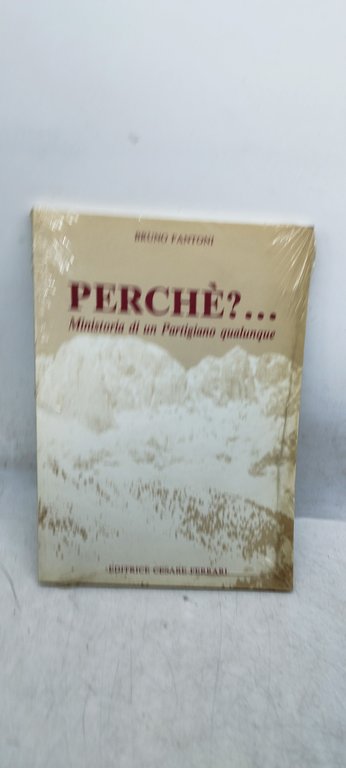 BRUNO FANTONI
PERCHÈ?...
Ministoria di un Partigiano qualunque
EDITRICE CESARE FERRARI